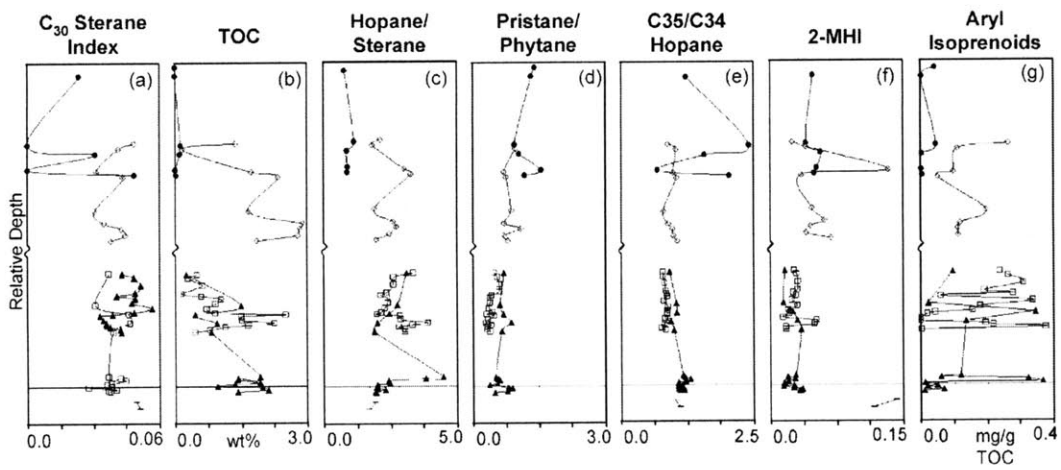 C30 Sterane
Index
TOC
Hopane/
Sterane
Pristane/
Phytane
C35/C34
Hopane
2-MHI
Aryl
Isoprenoids
(a)
(b)
(c)
(d)
(e)
(f)
(g)
Relative Depth
0.0 0.06
0.0 wt% 3.0
0.0 5.0
0.0 3.0
0.0 2.5
0.0 0.15
0.0 mg/g 0.4
TOC